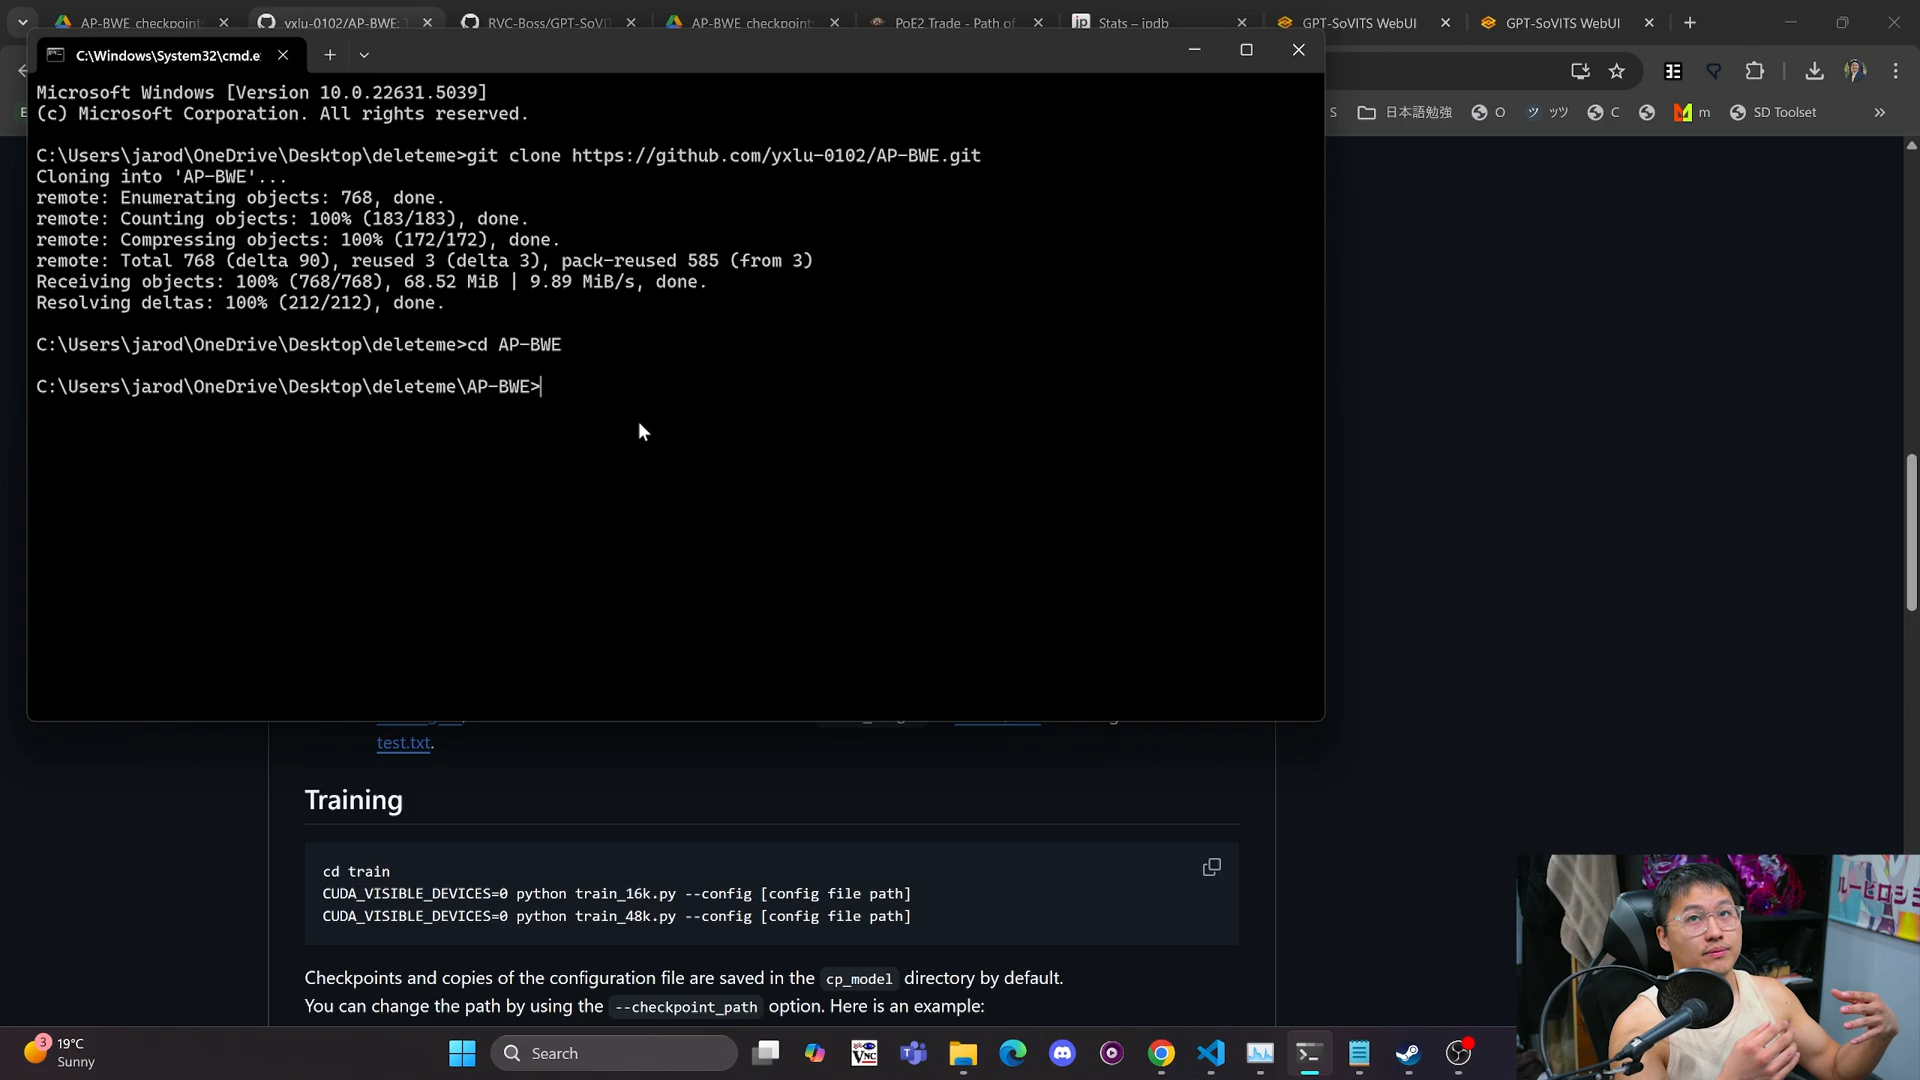 AP-BWE checkpoint
yxlu-0102/AP-BWE: T
RVC-Boss/GPT-SoVI
AP-BWE checkpoint
PoE2 Trade - Path of
Stats – jpdb
GPT-SoVITS WebUI
GPT-SoVITS WebUI
C:\Windows\System32\cmd.e
S
日本語勉強
O
ッツ
C
m
SD Toolset
Microsoft Windows [Version 10.0.22631.5039]
(c) Microsoft Corporation. All rights reserved.
C:\Users\jarod\OneDrive\Desktop\deleteme>git clone https://github.com/yxlu-0102/AP-BWE.git
Cloning into 'AP-BWE'...
remote: Enumerating objects: 768, done.
remote: Counting objects: 100% (183/183), done.
remote: Compressing objects: 100% (172/172), done.
remote: Total 768 (delta 90), reused 3 (delta 3), pack-reused 585 (from 3)
Receiving objects: 100% (768/768), 68.52 MiB | 9.89 MiB/s, done.
Resolving deltas: 100% (212/212), done.
C:\Users\jarod\OneDrive\Desktop\deleteme>cd AP-BWE
C:\Users\jarod\OneDrive\Desktop\deleteme\AP-BWE>
test.txt.
Training
cd train
CUDA_VISIBLE_DEVICES=0 python train_16k.py --config [config file path]
CUDA_VISIBLE_DEVICES=0 python train_48k.py --config [config file path]
Checkpoints and copies of the configuration file are saved in the cp_model directory by default.
You can change the path by using the --checkpoint_path option. Here is an example:
3
19°C
Sunny
Search
VNC